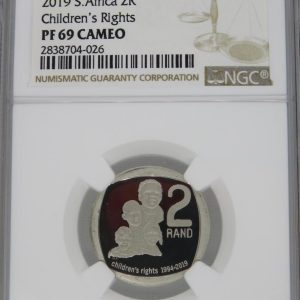 2019 S.Africa 2R
Children's Rights
PF 69 CAMEO
2838704-026
NUMISMATIC GUARANTY CORPORATION
NGC®
2
RAND
children's rights 1994-2019